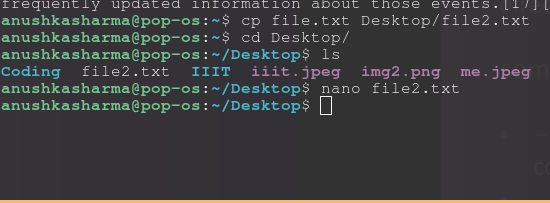 frequently updated information about those events.[17][
anushkasharma@pop-os:~$ cp file.txt Desktop/file2.txt
anushkasharma@pop-os:~$ cd Desktop/
anushkasharma@pop-os:~/Desktop$ ls
Coding  file2.txt  IIIT  iiit.jpeg  img2.png  me.jpeg
anushkasharma@pop-os:~/Desktop$ nano file2.txt
anushkasharma@pop-os:~/Desktop$